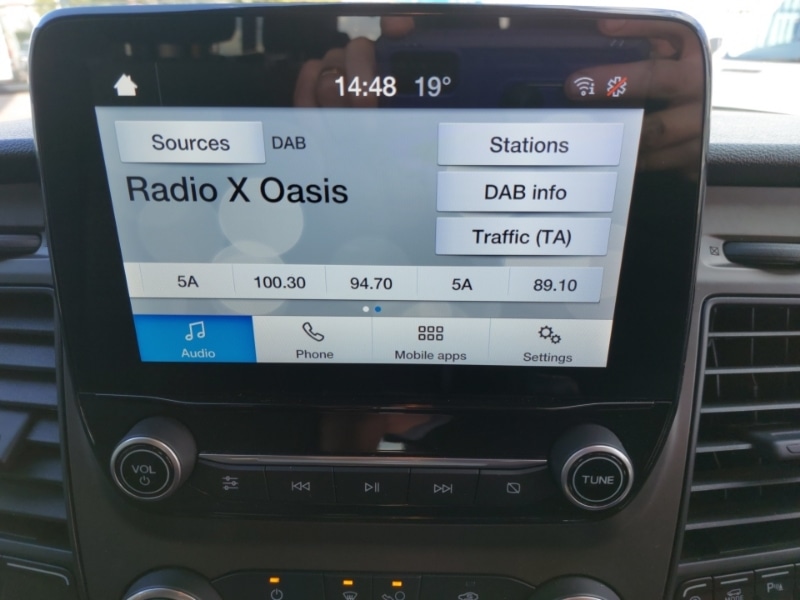 14:48 19°
Sources DAB Stations
Radio X Oasis DAB info
Traffic (TA)
5A 100.30 94.70 5A 89.10
Audio Phone Mobile apps Settings
VOL TUNE